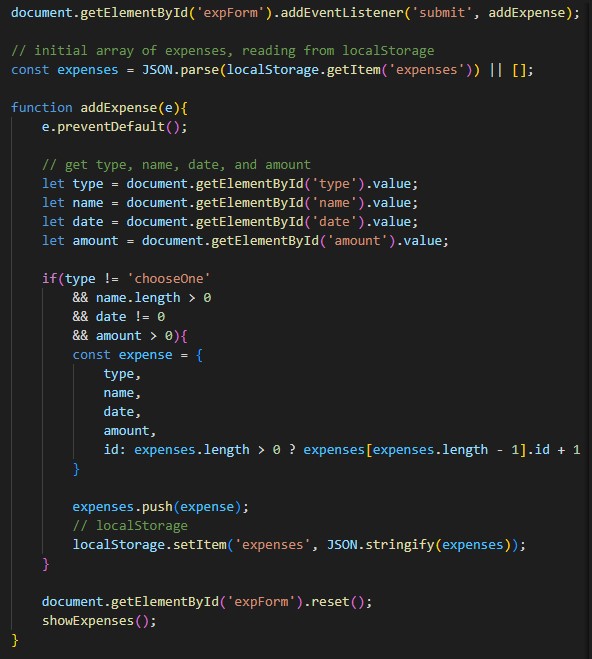 document.getElementById('expForm').addEventListener('submit', addExpense);
// initial array of expenses, reading from localStorage
const expenses = JSON.parse(localStorage.getItem('expenses')) || [];
function addExpense(e){
e.preventDefault();
// get type, name, date, and amount
let type = document.getElementById('type').value;
let name = document.getElementById('name').value;
let date = document.getElementById('date').value;
let amount = document.getElementById('amount').value;
if(type != 'chooseOne'
&& name.length > 0
&& date != 0
&& amount > 0){
const expense = {
type,
name,
date,
amount,
id: expenses.length > 0 ? expenses[expenses.length - 1].id + 1
}
expenses.push(expense);
// localStorage
localStorage.setItem('expenses', JSON.stringify(expenses));
}
document.getElementById('expForm').reset();
showExpenses();
}